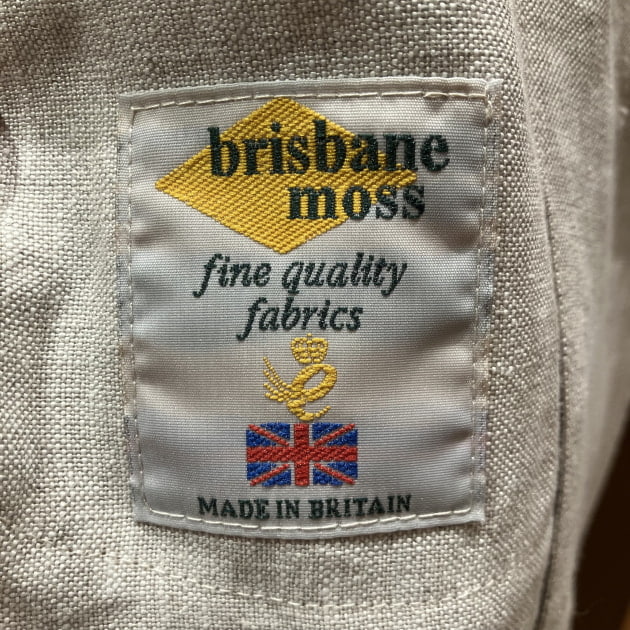 brisbane
moss
fine quality
fabrics
MADE IN BRITAIN